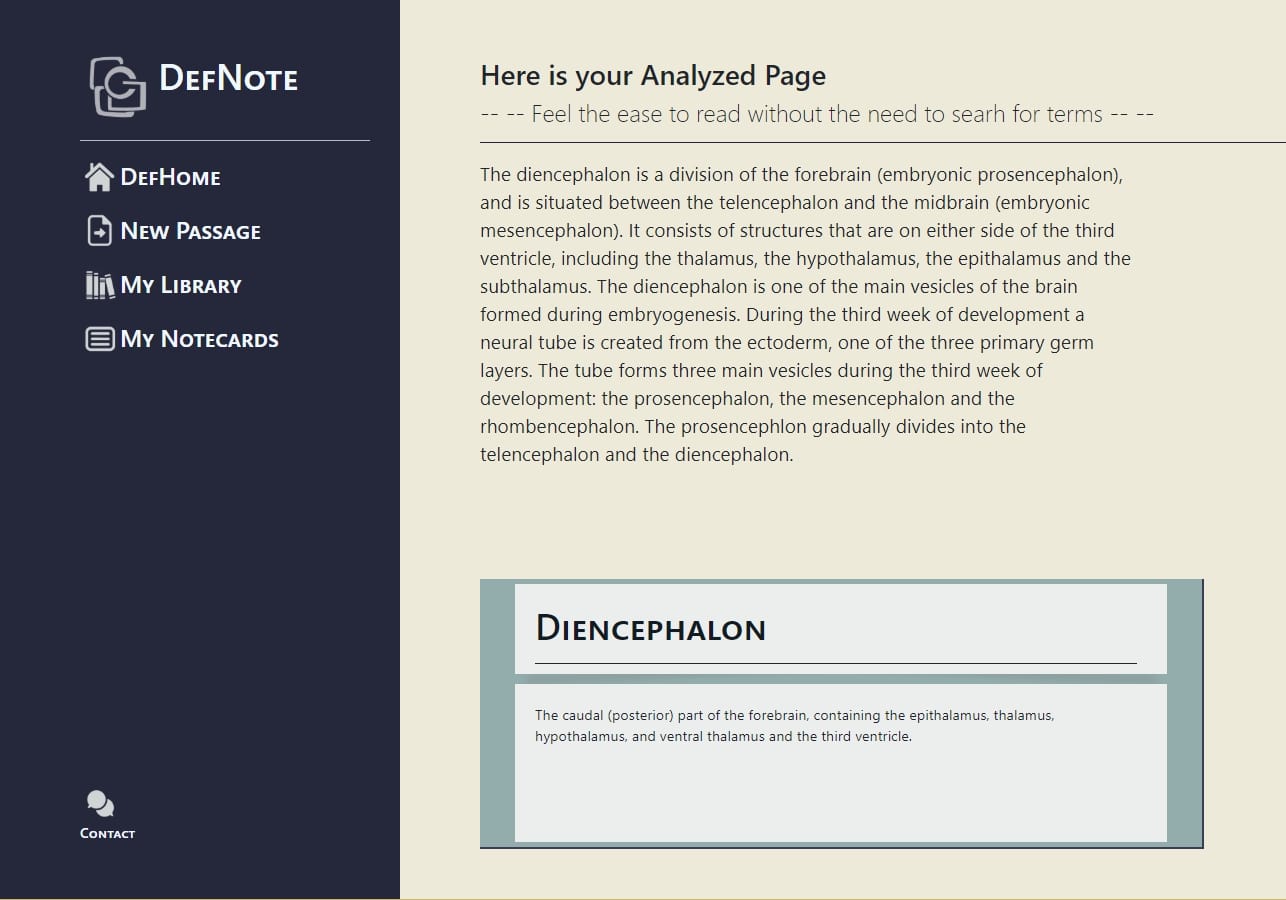 DefNote
DefHome
New Passage
My Library
My Notecards
Contact
Here is your Analyzed Page
-- -- Feel the ease to read without the need to searh for terms -- --
The diencephalon is a division of the forebrain (embryonic prosencephalon),
and is situated between the telencephalon and the midbrain (embryonic
mesencephalon). It consists of structures that are on either side of the third
ventricle, including the thalamus, the hypothalamus, the epithalamus and the
subthalamus. The diencephalon is one of the main vesicles of the brain
formed during embryogenesis. During the third week of development a
neural tube is created from the ectoderm, one of the three primary germ
layers. The tube forms three main vesicles during the third week of
development: the prosencephalon, the mesencephalon and the
rhombencephalon. The prosencephlon gradually divides into the
telencephalon and the diencephalon.
Diencephalon
The caudal (posterior) part of the forebrain, containing the epithalamus, thalamus,
hypothalamus, and ventral thalamus and the third ventricle.